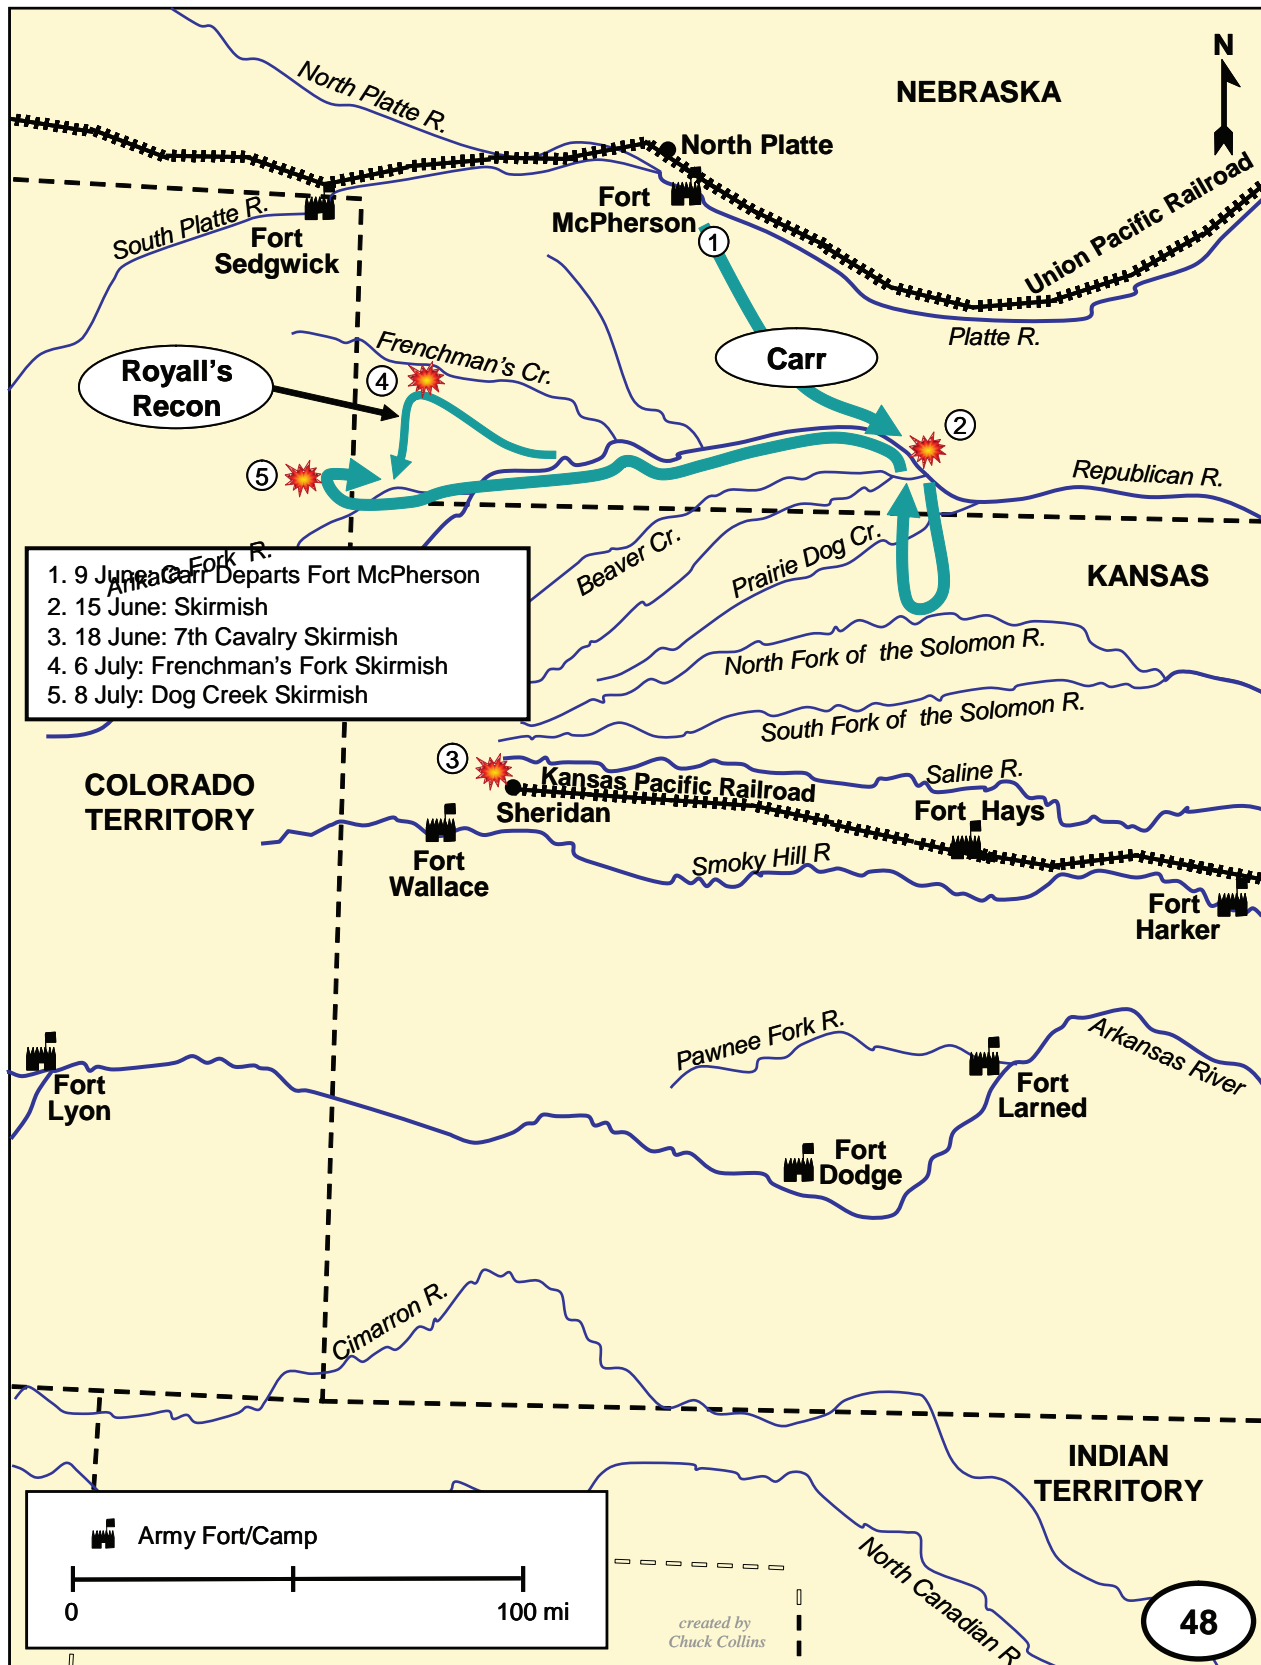 N
NEBRASKA
North Platte R.
North Platte
Fort
McPherson
1
Union Pacific Railroad
South Platte R.
Fort
Sedgwick
Platte R.
Carr
Frenchman's Cr.
Royall's
Recon
4
2
5
Republican R.
Arikara Fork R.
Beaver Cr.
Prairie Dog Cr.
KANSAS
1. 9 June: Carr Departs Fort McPherson
2. 15 June: Skirmish
3. 18 June: 7th Cavalry Skirmish
4. 6 July: Frenchman's Fork Skirmish
5. 8 July: Dog Creek Skirmish
North Fork of the Solomon R.
South Fork of the Solomon R.
COLORADO
TERRITORY
3
Kansas Pacific Railroad
Sheridan
Saline R.
Fort Hays
Fort
Wallace
Smoky Hill R
Fort
Harker
Fort
Lyon
Pawnee Fork R.
Arkansas River
Fort
Larned
Fort
Dodge
Cimarron R.
INDIAN
TERRITORY
Army Fort/Camp
0
100 mi
North Canadian R.
created by
Chuck Collins
48